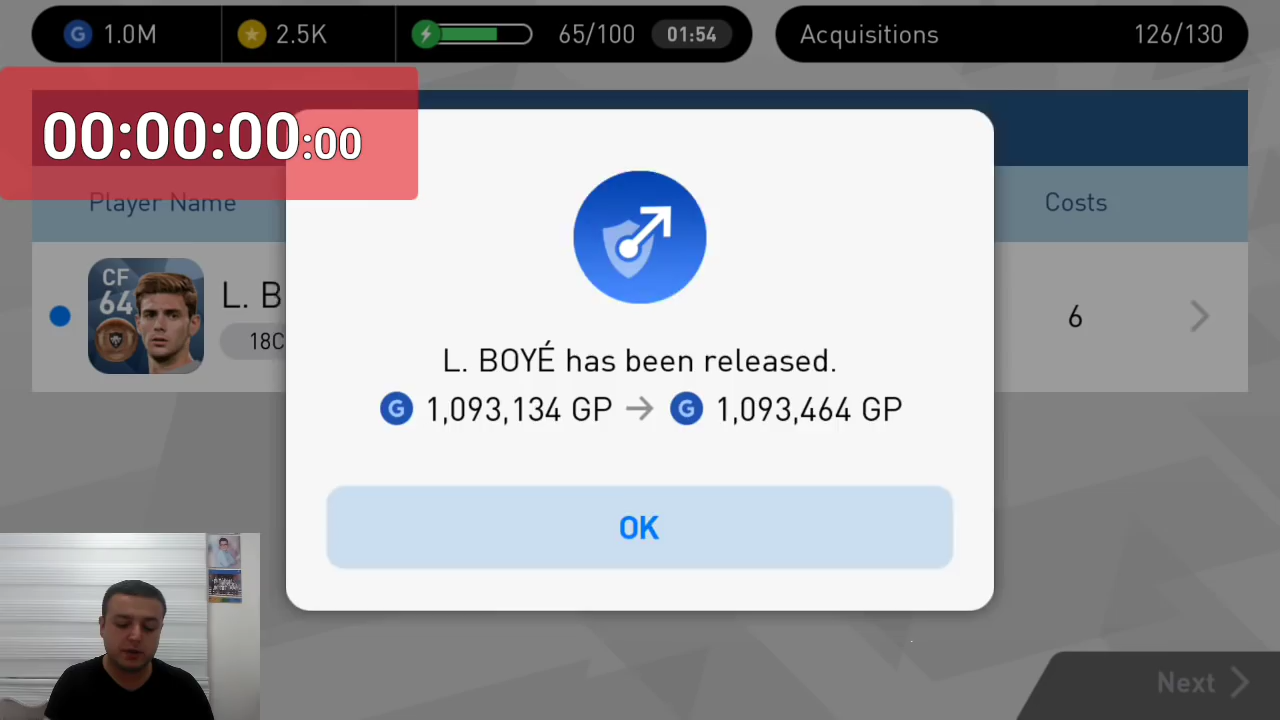 G 1.0M 2.5K 65/100 01:54 Acquisitions 126/130
00:00:00:00
Player Name Costs
CF
64
L. B
18C
6
L. BOYÉ has been released.
G 1,093,134 GP → G 1,093,464 GP
OK
Next